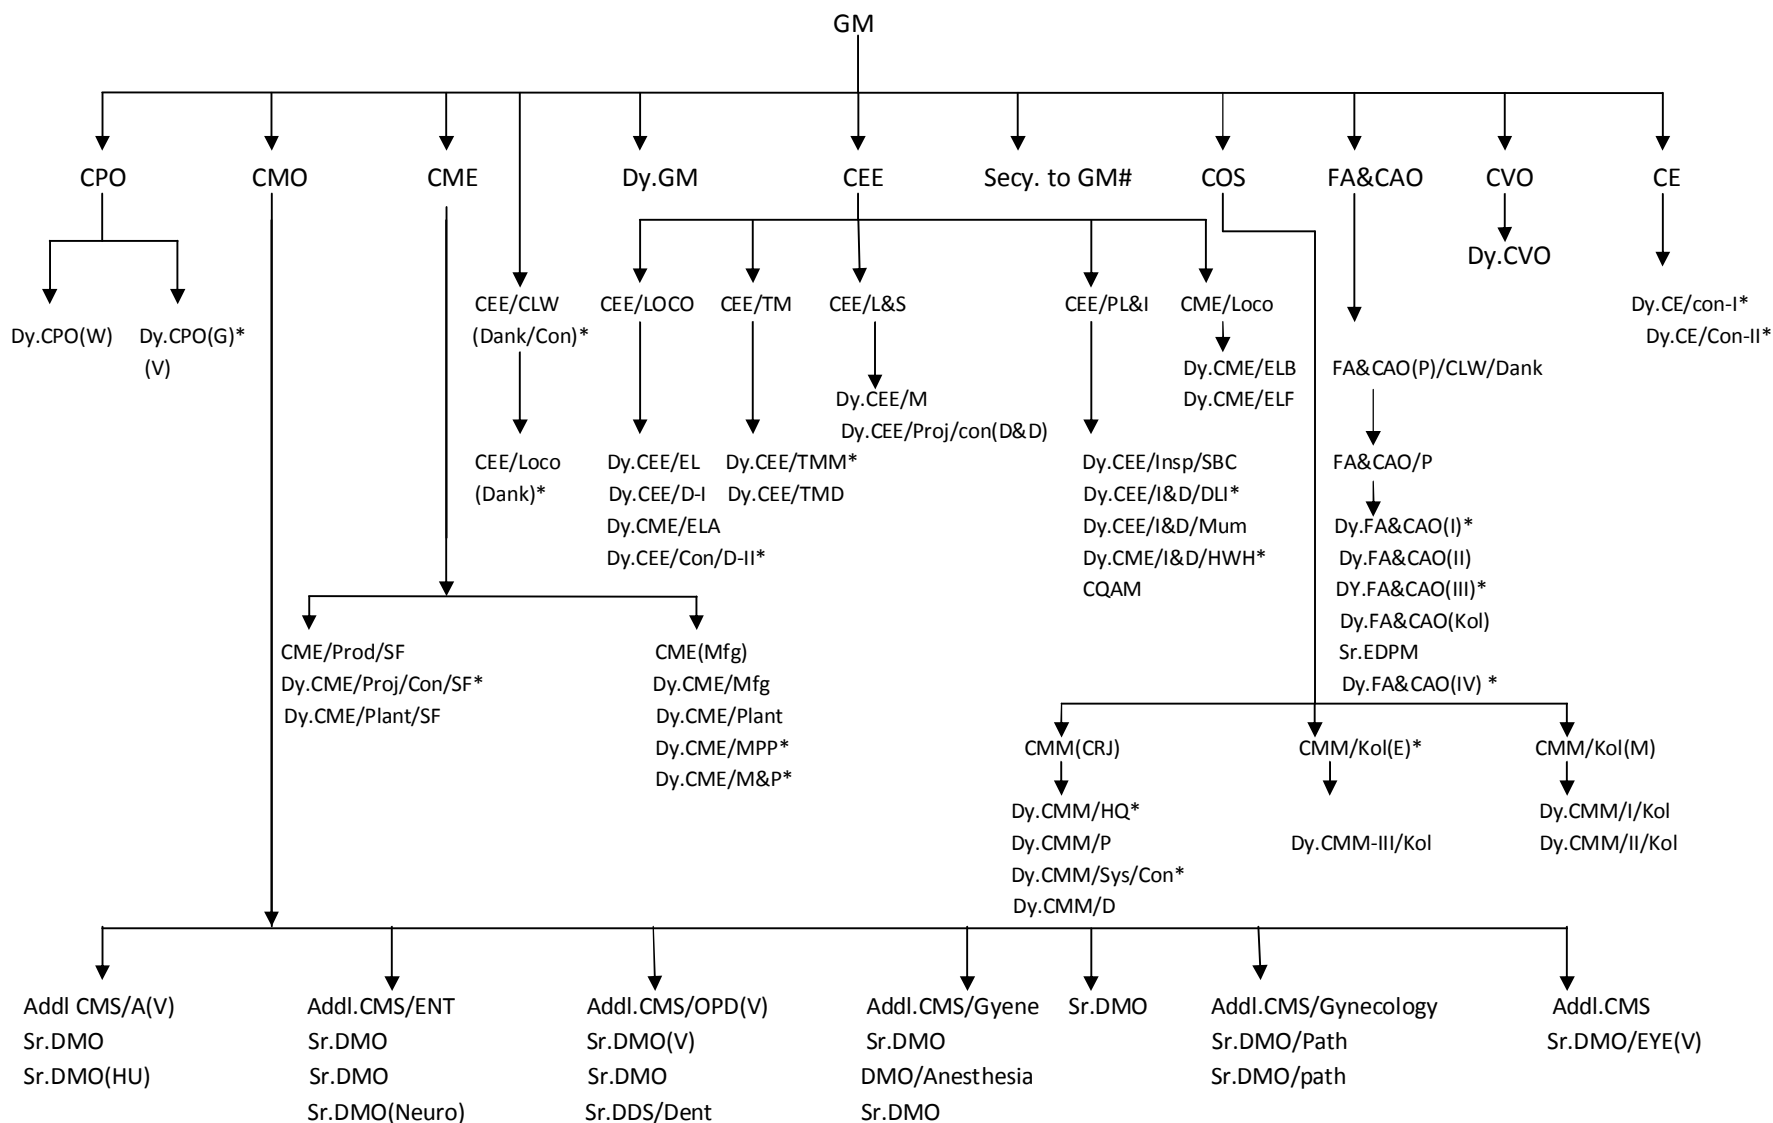 GM
CPO
CMO
CME
Dy.GM
CEE
Secy. to GM#
COS
FA&CAO
CVO
CE
Dy.CVO
Dy.CPO(W)
Dy.CPO(G)*
(V)
CEE/CLW
(Dank/Con)*
CEE/Loco
(Dank)*
CEE/LOCO
Dy.CEE/EL
Dy.CEE/D-I
Dy.CME/ELA
Dy.CEE/Con/D-II*
CEE/TM
Dy.CEE/TMM*
Dy.CEE/TMD
CEE/L&S
Dy.CEE/M
Dy.CEE/Proj/con(D&D)
CEE/PL&I
Dy.CEE/Insp/SBC
Dy.CEE/I&D/DLI*
Dy.CEE/I&D/Mum
Dy.CME/I&D/HWH*
CQAM
CME/Loco
Dy.CME/ELB
Dy.CME/ELF
FA&CAO(P)/CLW/Dank
FA&CAO/P
Dy.FA&CAO(I)*
Dy.FA&CAO(II)
DY.FA&CAO(III)*
Dy.FA&CAO(Kol)
Sr.EDPM
Dy.FA&CAO(IV) *
Dy.CE/con-I*
Dy.CE/Con-II*
CME/Prod/SF
Dy.CME/Proj/Con/SF*
Dy.CME/Plant/SF
CME(Mfg)
Dy.CME/Mfg
Dy.CME/Plant
Dy.CME/MPP*
Dy.CME/M&P*
CMM(CRJ)
Dy.CMM/HQ*
Dy.CMM/P
Dy.CMM/Sys/Con*
Dy.CMM/D
CMM/Kol(E)*
Dy.CMM-III/Kol
CMM/Kol(M)
Dy.CMM/I/Kol
Dy.CMM/II/Kol
Addl CMS/A(V)
Sr.DMO
Sr.DMO(HU)
Addl.CMS/ENT
Sr.DMO
Sr.DMO
Sr.DMO(Neuro)
Addl.CMS/OPD(V)
Sr.DMO(V)
Sr.DMO
Sr.DDS/Dent
Addl.CMS/Gyene
Sr.DMO
DMO/Anesthesia
Sr.DMO
Sr.DMO
Addl.CMS/Gynecology
Sr.DMO/Path
Sr.DMO/path
Addl.CMS
Sr.DMO/EYE(V)